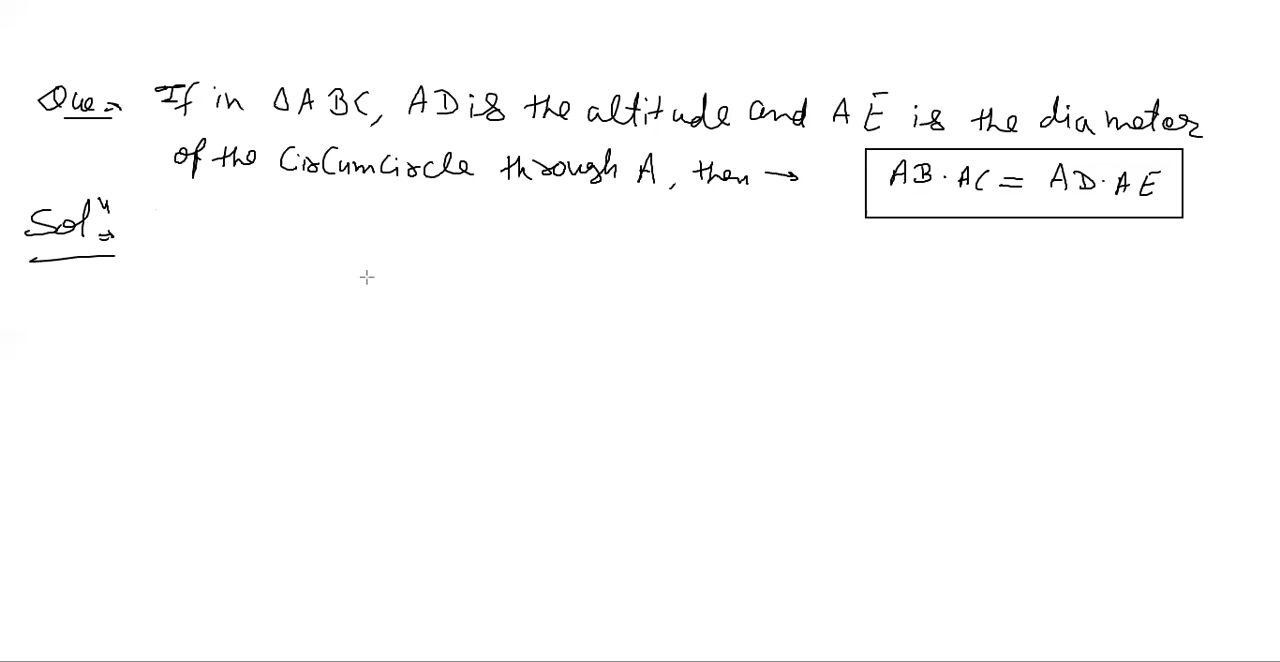 Que→ If in ΔABC, AD is the altitude and AE is the diameter
of the CirCumCircle through A, then → AB·AC = AD·AE
Solⁿ⇒